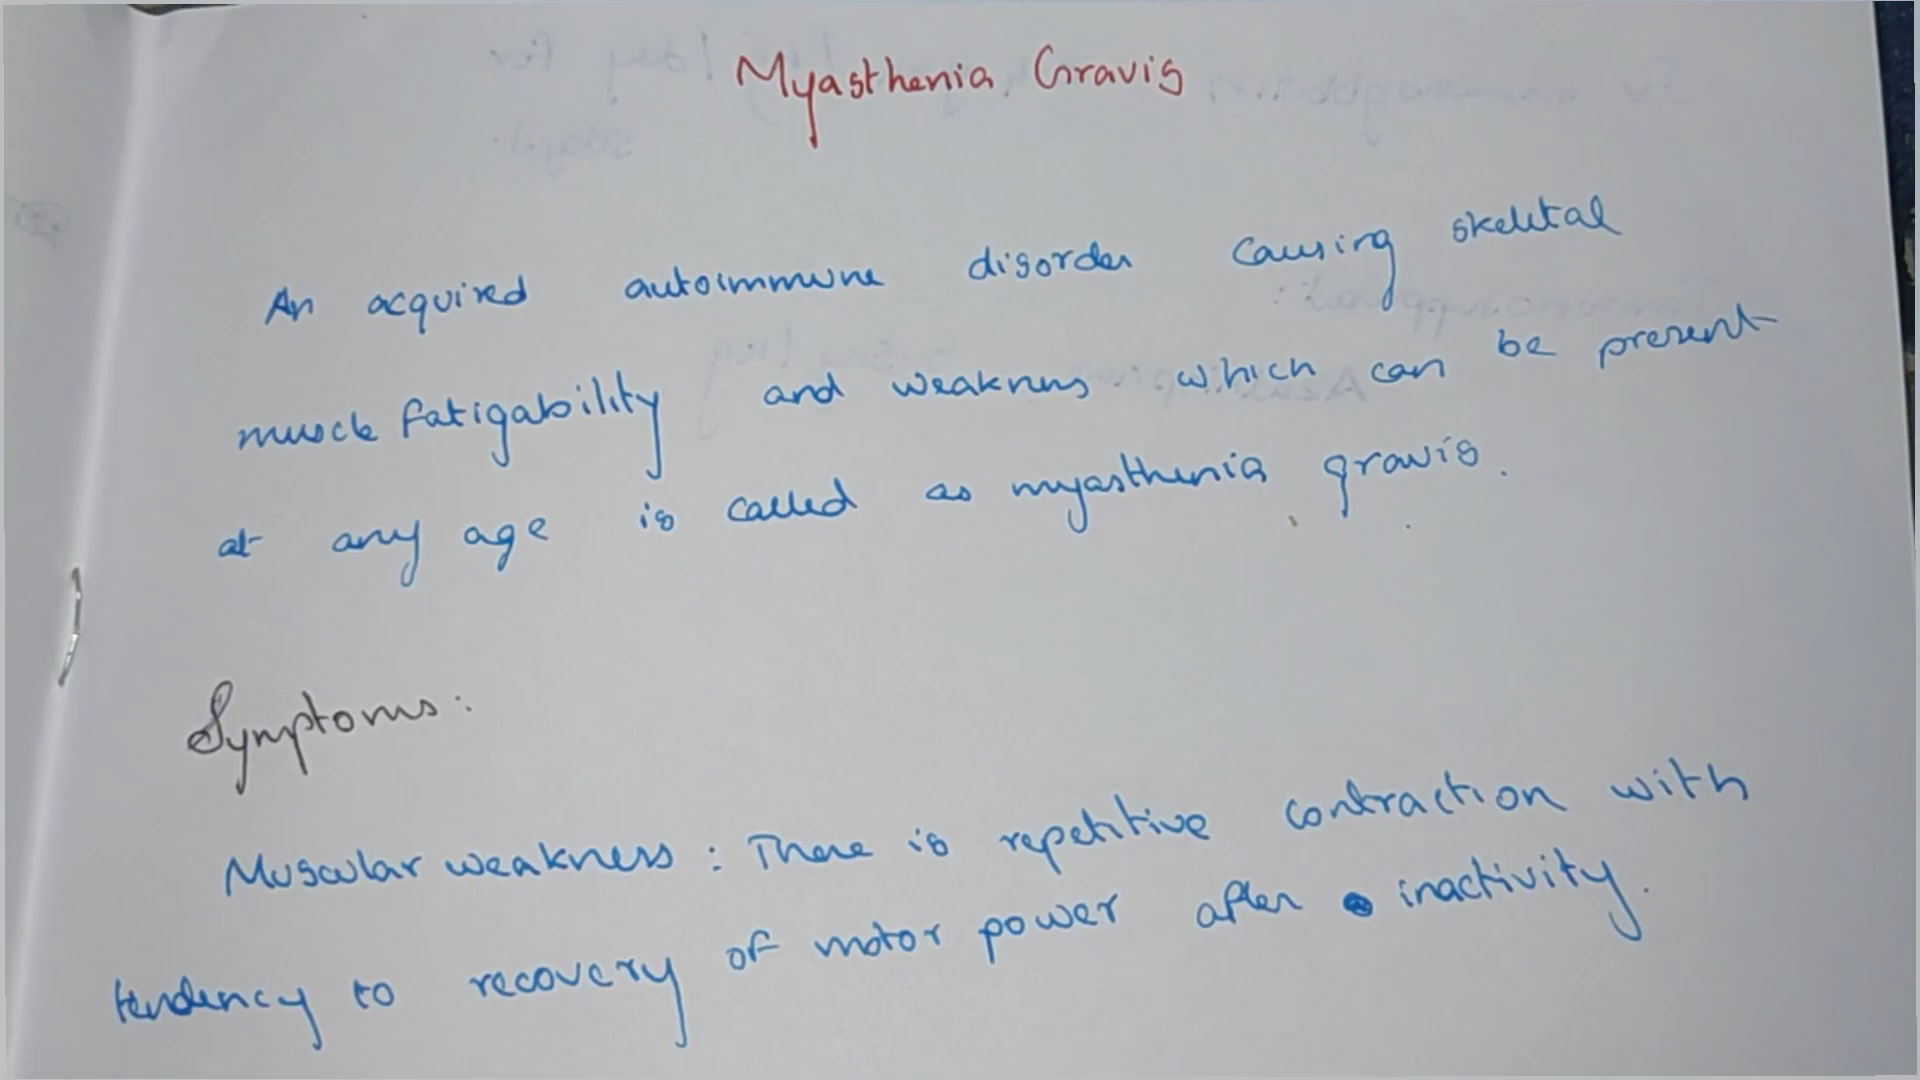 Myasthenia Gravis
An acquired autoimmune disorder causing skeletal
muscle fatigability and weakness which can be present
at any age is called as myasthenia gravis.
Symptoms:
Muscular weakness: There is repetitive contraction with
tendency to recovery of motor power after inactivity.